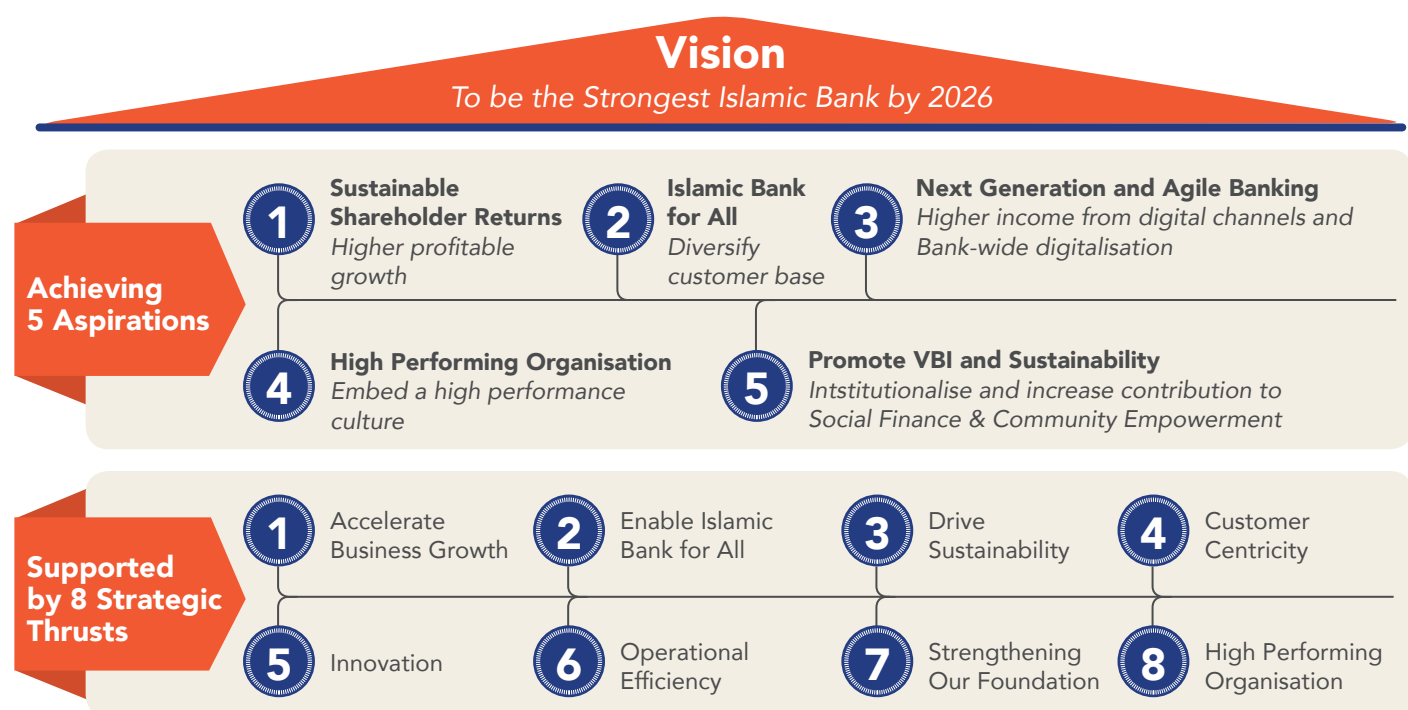 Vision
To be the Strongest Islamic Bank by 2026
Achieving
5 Aspirations
1
Sustainable
Shareholder Returns
Higher profitable
growth
2
Islamic Bank
for All
Diversify
customer base
3
Next Generation and Agile Banking
Higher income from digital channels and
Bank-wide digitalisation
4
High Performing Organisation
Embed a high performance
culture
5
Promote VBI and Sustainability
Intstitutionalise and increase contribution to
Social Finance & Community Empowerment
Supported
by 8 Strategic
Thrusts
1
Accelerate
Business Growth
2
Enable Islamic
Bank for All
3
Drive
Sustainability
4
Customer
Centricity
5
Innovation
6
Operational
Efficiency
7
Strengthening
Our Foundation
8
High Performing
Organisation